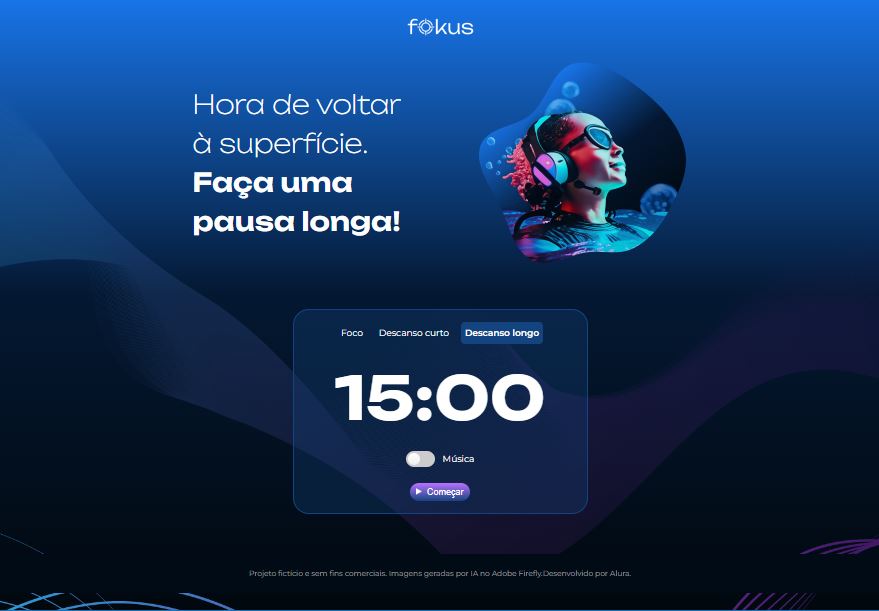 fokus
Hora de voltar
à superfície.
Faça uma
pausa longa!
Foco Descanso curto Descanso longo
15:00
Música
Começar
Projeto fictício e sem fins comerciais. Imagens geradas por IA no Adobe Firefly.Desenvolvido por Alura.